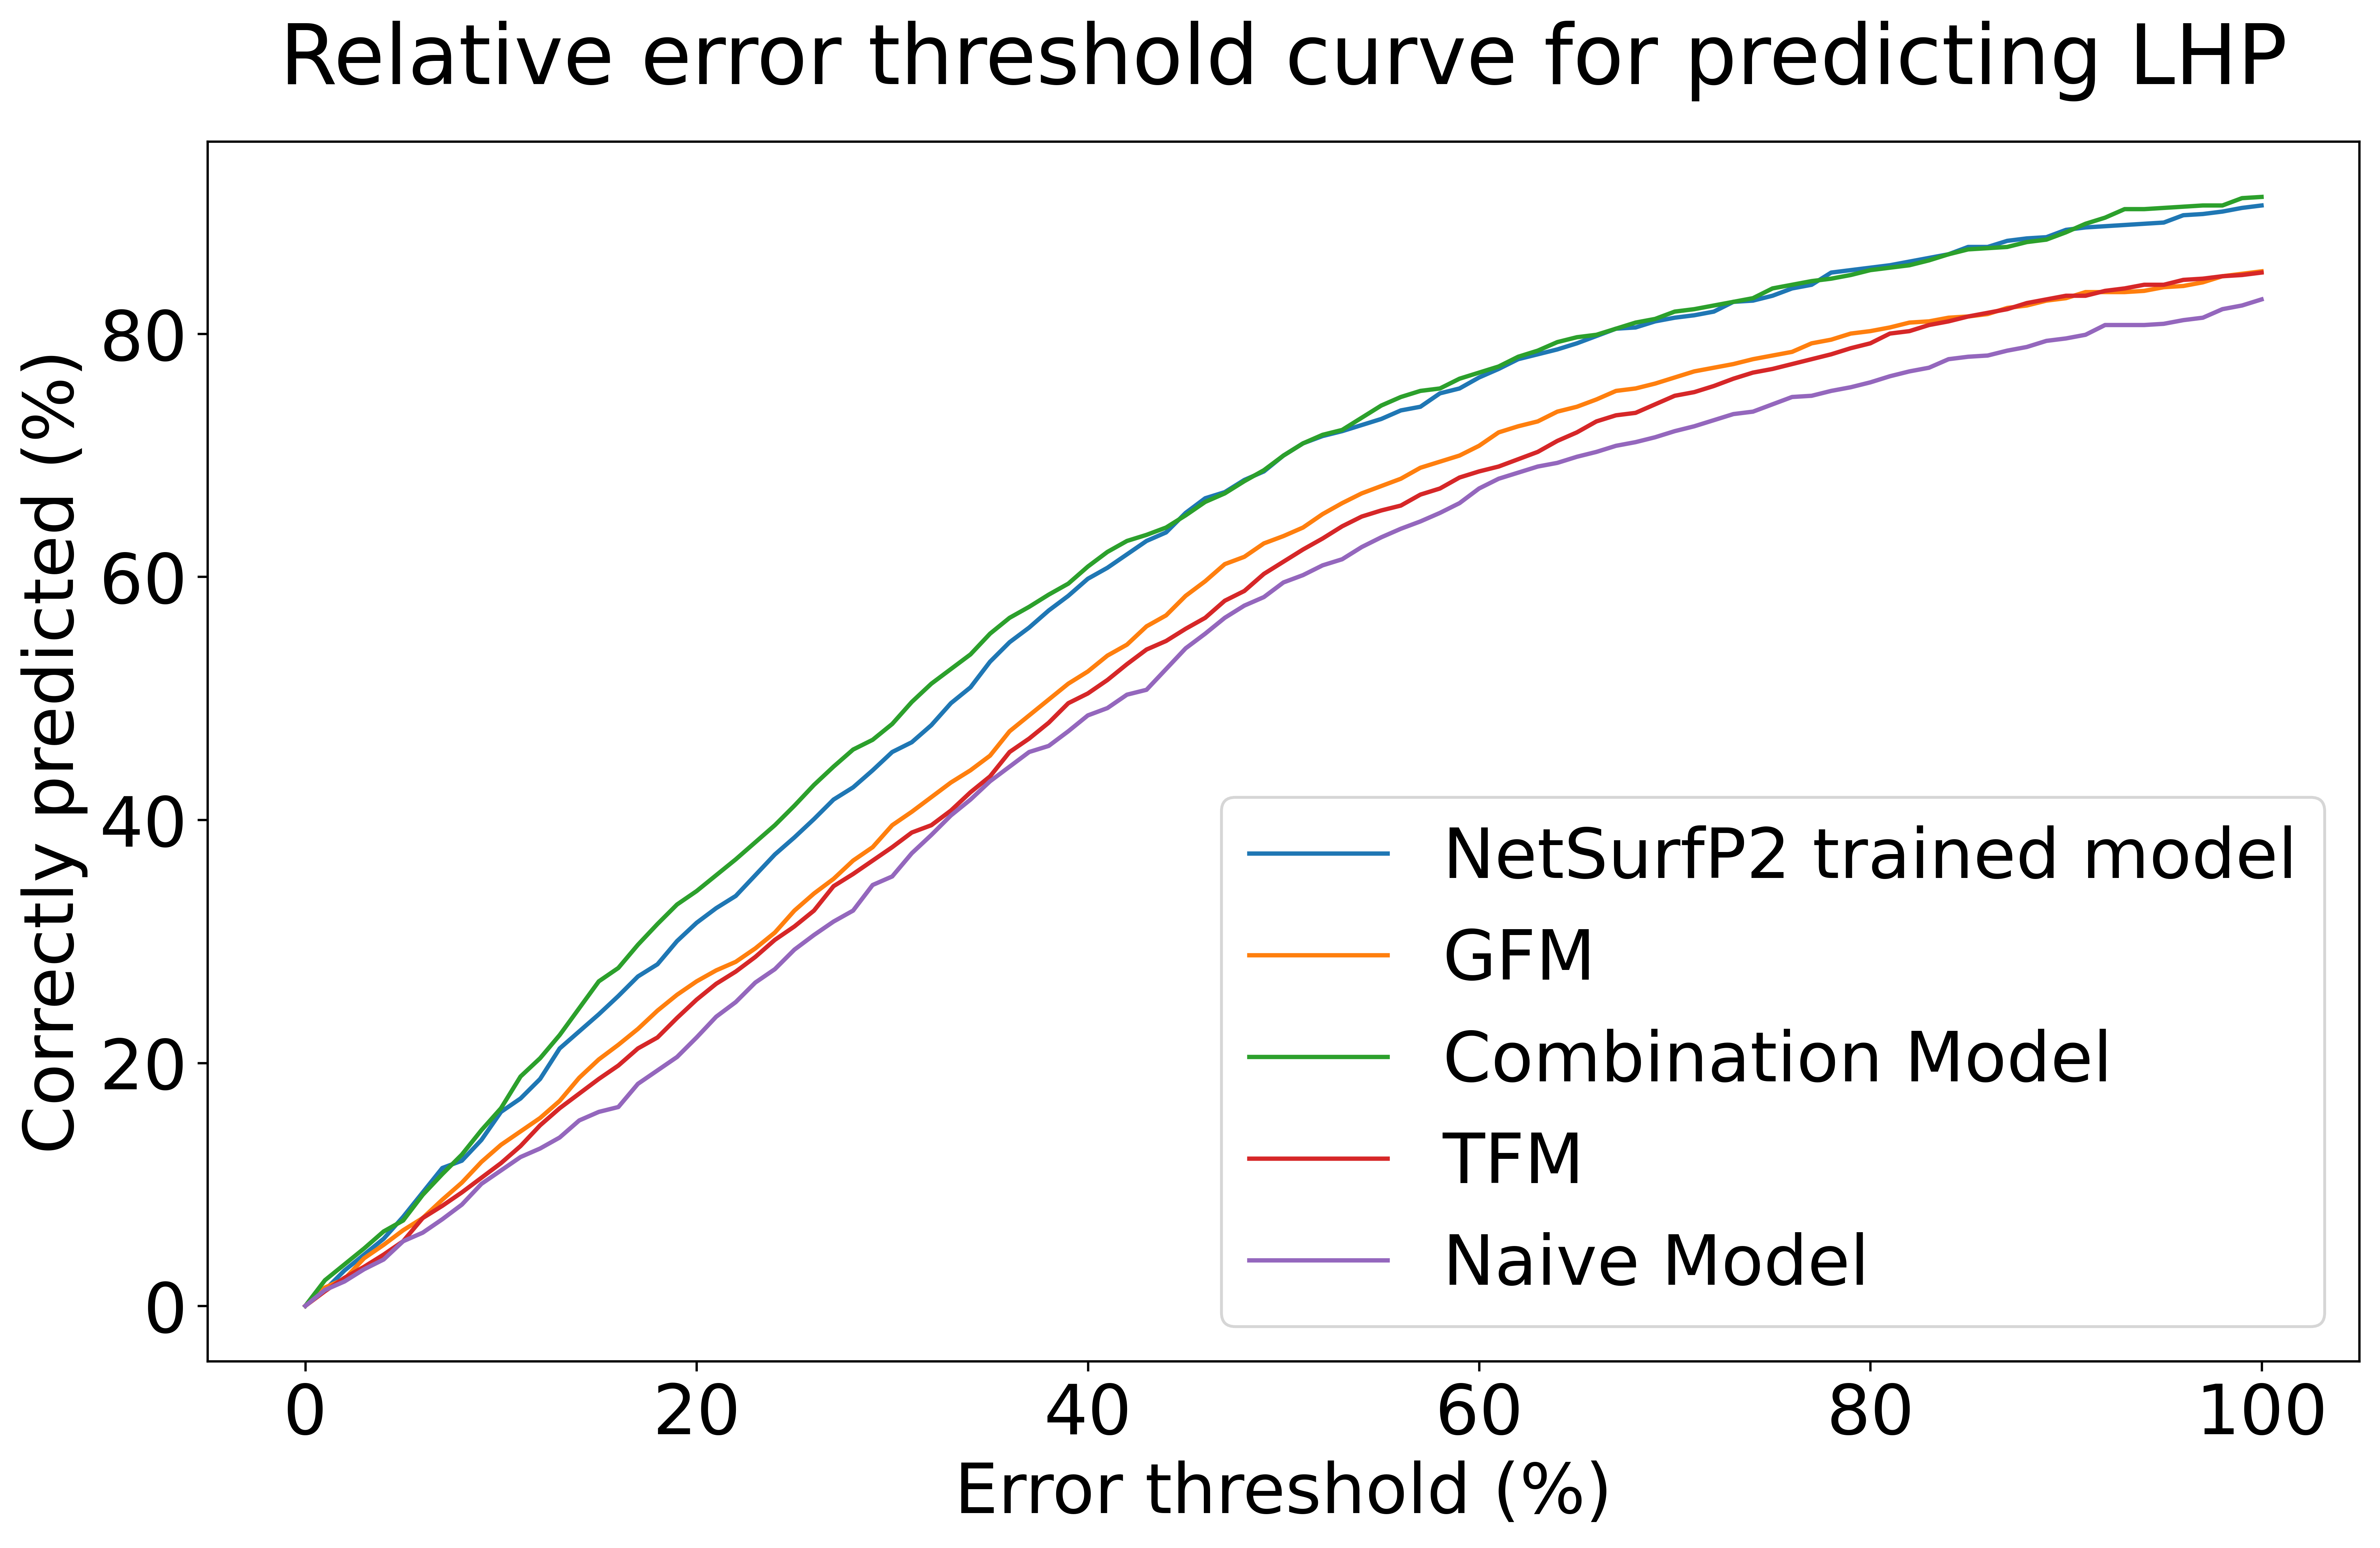 Relative error threshold curve for predicting LHP
Correctly predicted (%)
80
60
40
20
0
NetSurfP2 trained model
GFM
Combination Model
TFM
Naive Model
0 20 40 60 80 100
Error threshold (%)